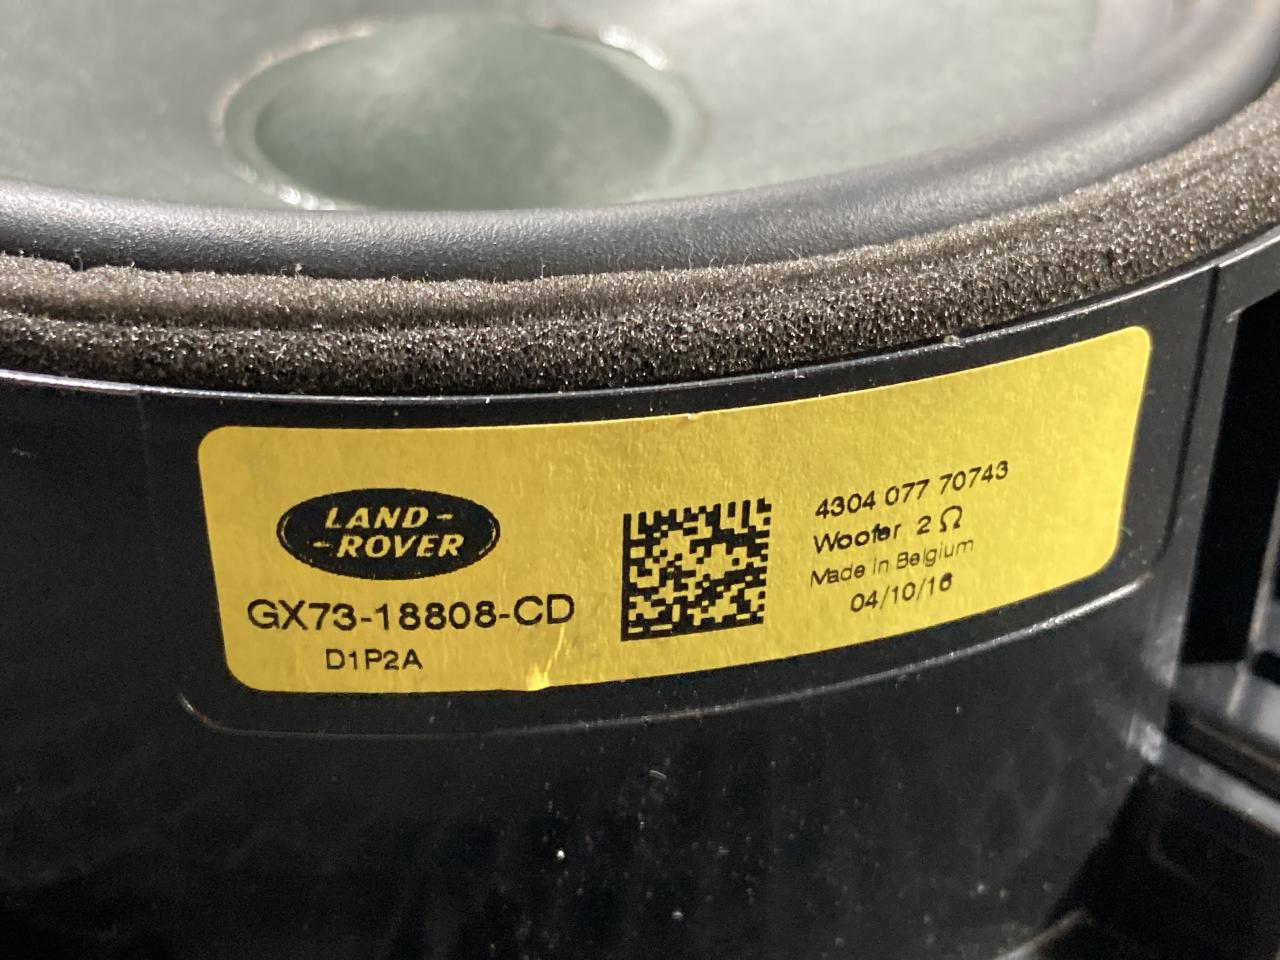 LAND-
-ROVER
GX73-18808-CD
D1P2A
4304 077 70743
Woofer 2 Ω
Made in Belgium
04/10/16